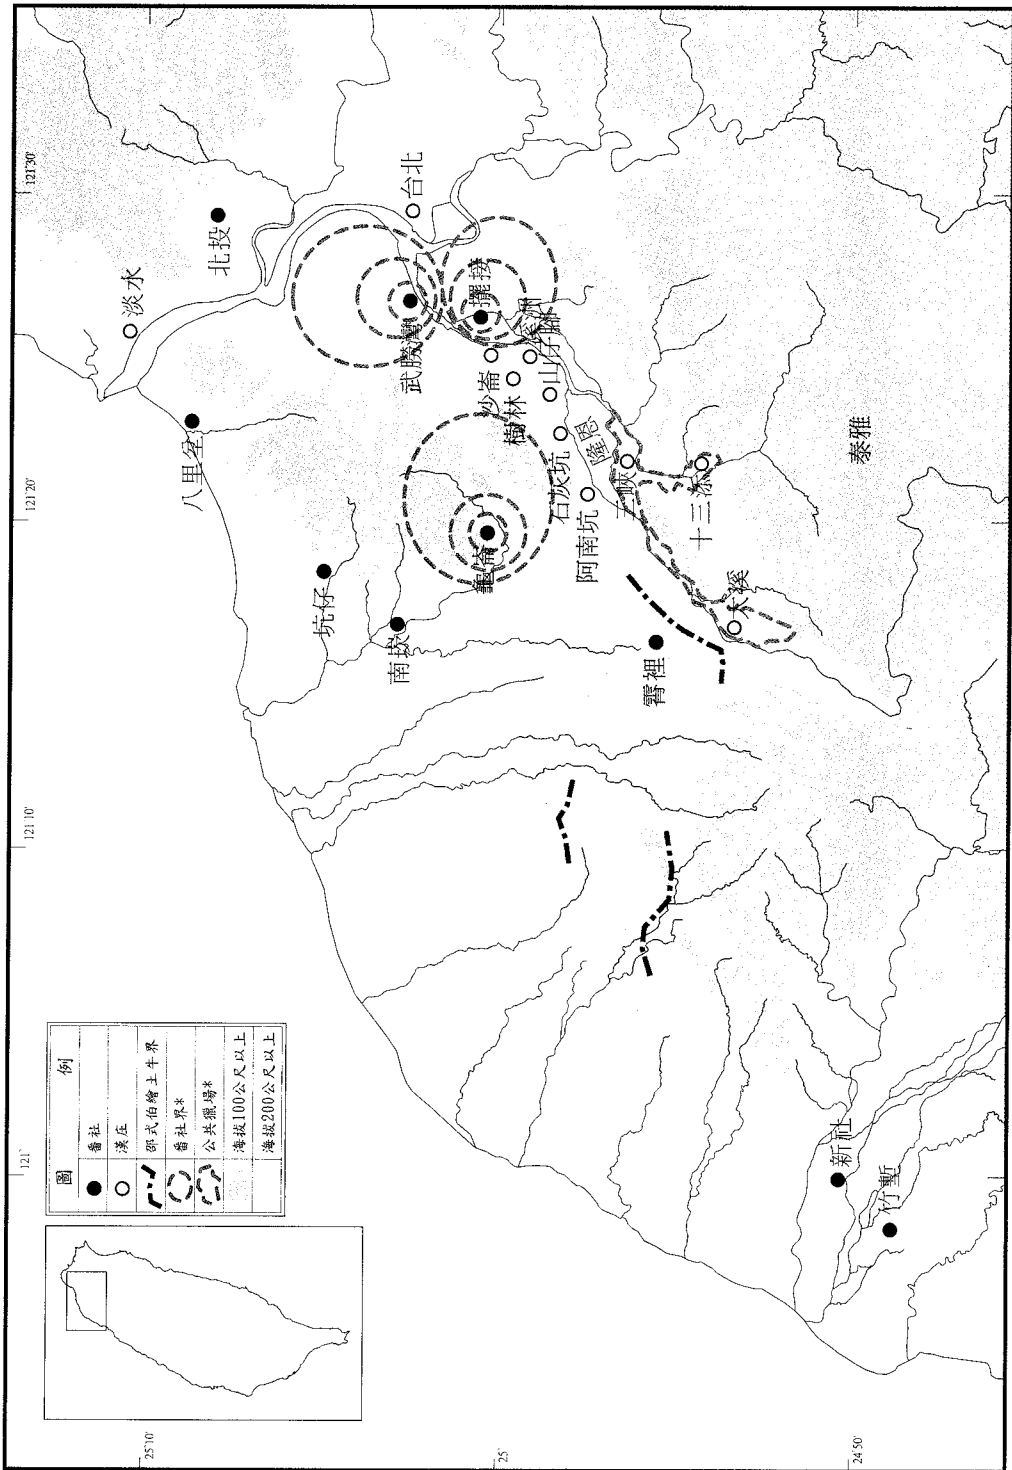 圖例
番社
漢庄
邵式伯繪土牛界
番社界*
公共獵場*
海拔100公尺以上
海拔200公尺以上
121°
121°10'
121°20'
121°30'
25°10'
25°
24°50'
淡水
北投
台北
八里坌
武朥灣
擺接
沙崙
樹林
山仔腳
石灰坑
隆恩
阿南坑
三峽
十三添
大溪
坑仔
南崁
龜崙
霄裡
泰雅
新社
竹塹